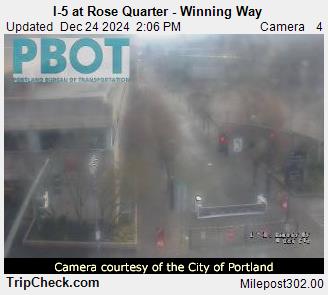 I-5 at Rose Quarter - Winning Way
Updated Dec 24 2024 2:06 PM Camera 4
PBOT
PORTLAND BUREAU OF TRANSPORTATION
Camera courtesy of the City of Portland
TripCheck.com Milepost302.00